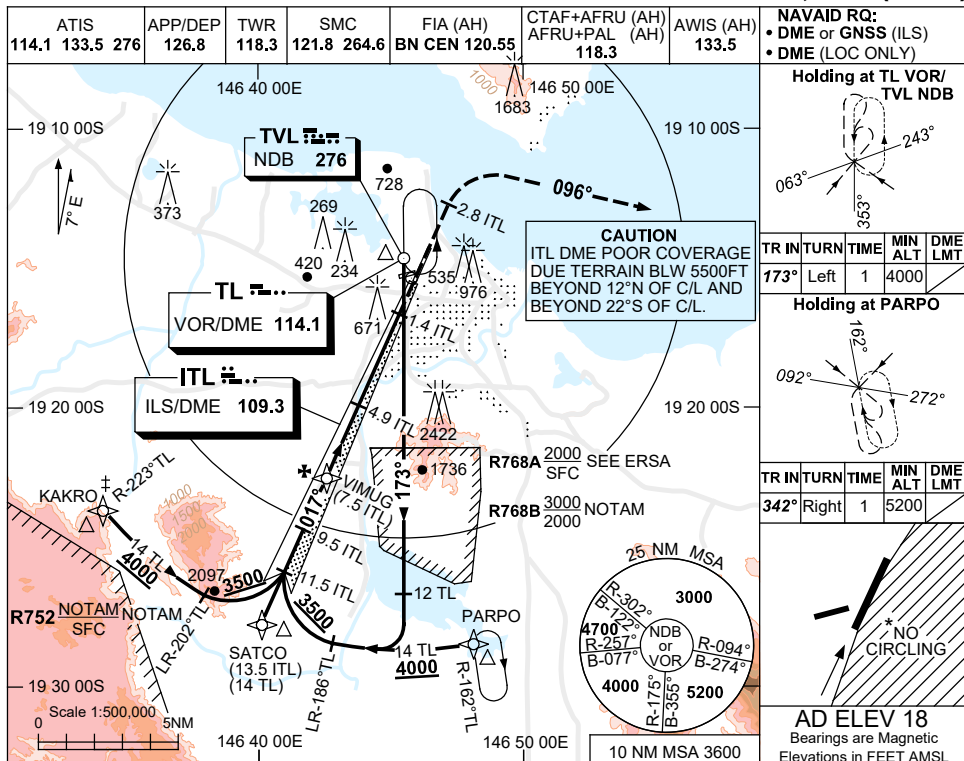 ATIS
114.1 133.5 276
APP/DEP
126.8
TWR
118.3
SMC
121.8 264.6
FIA (AH)
BN CEN 120.55
CTAF+AFRU (AH)
AFRU+PAL (AH)
118.3
AWIS (AH)
133.5
NAVAID RQ:
• DME or GNSS (ILS)
• DME (LOC ONLY)
146 40 00E
146 50 00E
1000
1683
19 10 00S
19 10 00S
7° E
373
TVL
NDB 276
728
269
234
420
096°
2.8 ITL
535
976
CAUTION
ITL DME POOR COVERAGE
DUE TERRAIN BLW 5500FT
BEYOND 12°N OF C/L AND
BEYOND 22°S OF C/L.
TL
VOR/DME 114.1
671
1.4 ITL
ITL
ILS/DME 109.3
19 20 00S
19 20 00S
4.9 ITL
2422
1736
R768A 2000
SFC SEE ERSA
R768B 3000
2000 NOTAM
173°
VIMUG
(7.5 ITL)
017°
9.5 ITL
11.5 ITL
KAKRO
R-223°TL
1000
1500
2000
14 TL
4000
2097
3500
3500
LR-202°TL
R752 NOTAM
SFC NOTAM
SATCO
(13.5 ITL)
(14 TL)
LR-186°TL
12 TL
14 TL
4000
PARPO
R-162°TL
19 30 00S
Scale 1:500,000
0 5NM
146 40 00E
146 50 00E
25 NM MSA
3000
R-302°
B-122°
4700
R-257°
B-077°
NDB
or
VOR
R-094°
B-274°
4000
R-175°
B-355°
5200
10 NM MSA 3600
Holding at TL VOR/
TVL NDB
243°
063°
353°
TR IN TURN TIME MIN ALT DME LMT
173° Left 1 4000
Holding at PARPO
162°
092°
272°
TR IN TURN TIME MIN ALT DME LMT
342° Right 1 5200
*NO
CIRCLING
AD ELEV 18
Bearings are Magnetic
Elevations in FEET AMSL